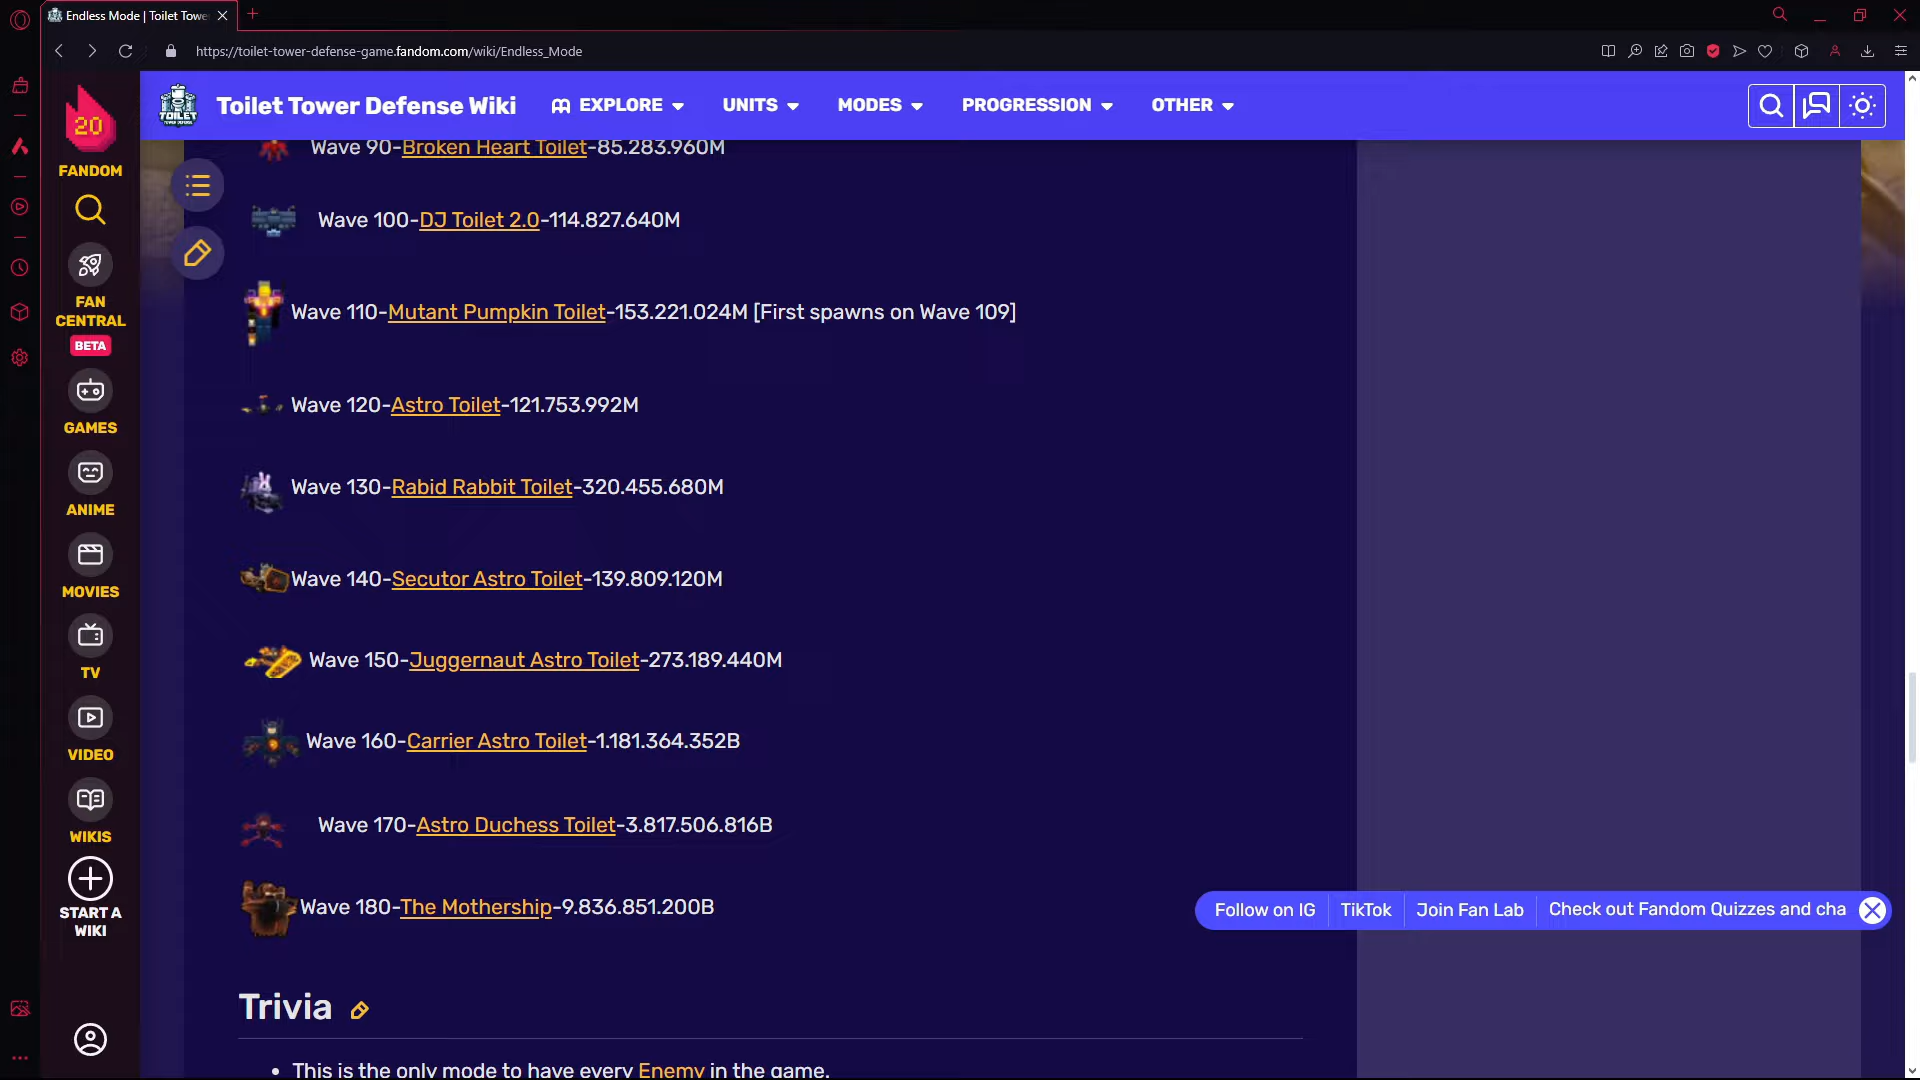 Endless Mode | Toilet Towe
https://toilet-tower-defense-game.fandom.com/wiki/Endless_Mode
TOILET
Toilet Tower Defense Wiki
EXPLORE
UNITS
MODES
PROGRESSION
OTHER
20
FANDOM
FAN CENTRAL
BETA
GAMES
ANIME
MOVIES
TV
VIDEO
WIKIS
START A WIKI
Wave 90-Broken Heart Toilet-85.283.960M
Wave 100-DJ Toilet 2.0-114.827.640M
Wave 110-Mutant Pumpkin Toilet-153.221.024M [First spawns on Wave 109]
Wave 120-Astro Toilet-121.753.992M
Wave 130-Rabid Rabbit Toilet-320.455.680M
Wave 140-Secutor Astro Toilet-139.809.120M
Wave 150-Juggernaut Astro Toilet-273.189.440M
Wave 160-Carrier Astro Toilet-1.181.364.352B
Wave 170-Astro Duchess Toilet-3.817.506.816B
Wave 180-The Mothership-9.836.851.200B
Follow on IG
TikTok
Join Fan Lab
Check out Fandom Quizzes and cha
Trivia
• This is the only mode to have every Enemy in the game.